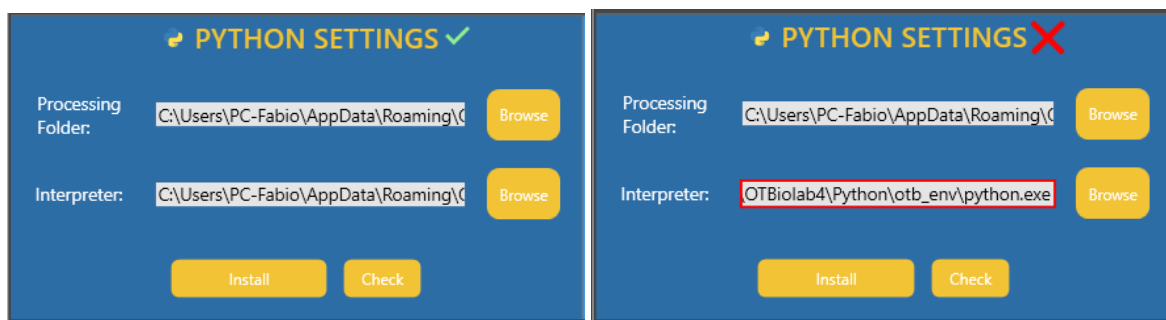 PYTHON SETTINGS
Processing
Folder:
C:\Users\PC-Fabio\AppData\Roaming\
Browse
Interpreter:
C:\Users\PC-Fabio\AppData\Roaming\
Browse
Install
Check
PYTHON SETTINGS
Processing
Folder:
C:\Users\PC-Fabio\AppData\Roaming\
Browse
Interpreter:
OTBiolab4\Python\otb_env\python.exe
Browse
Install
Check